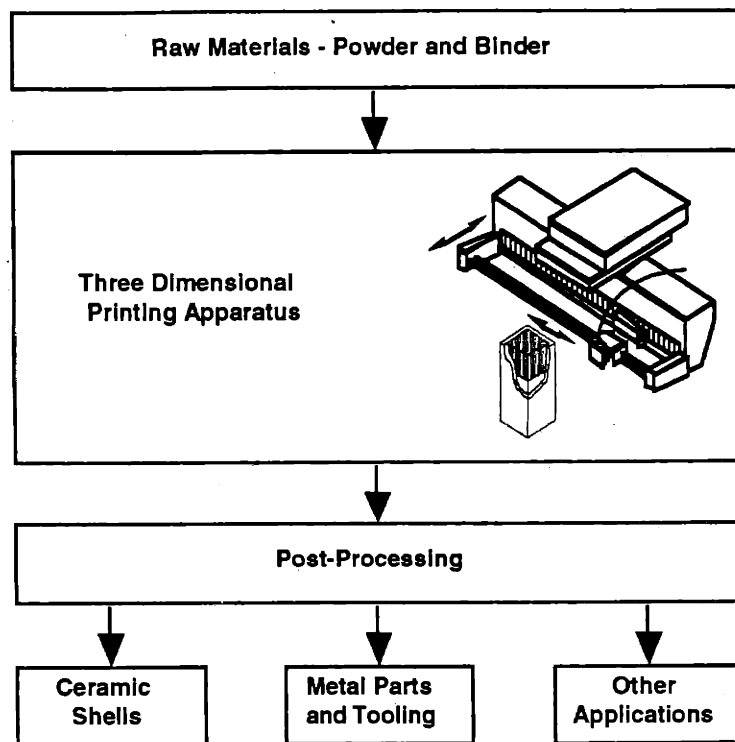 Raw Materials - Powder and Binder
Three Dimensional
Printing Apparatus
Post-Processing
Ceramic
Shells
Metal Parts
and Tooling
Other
Applications